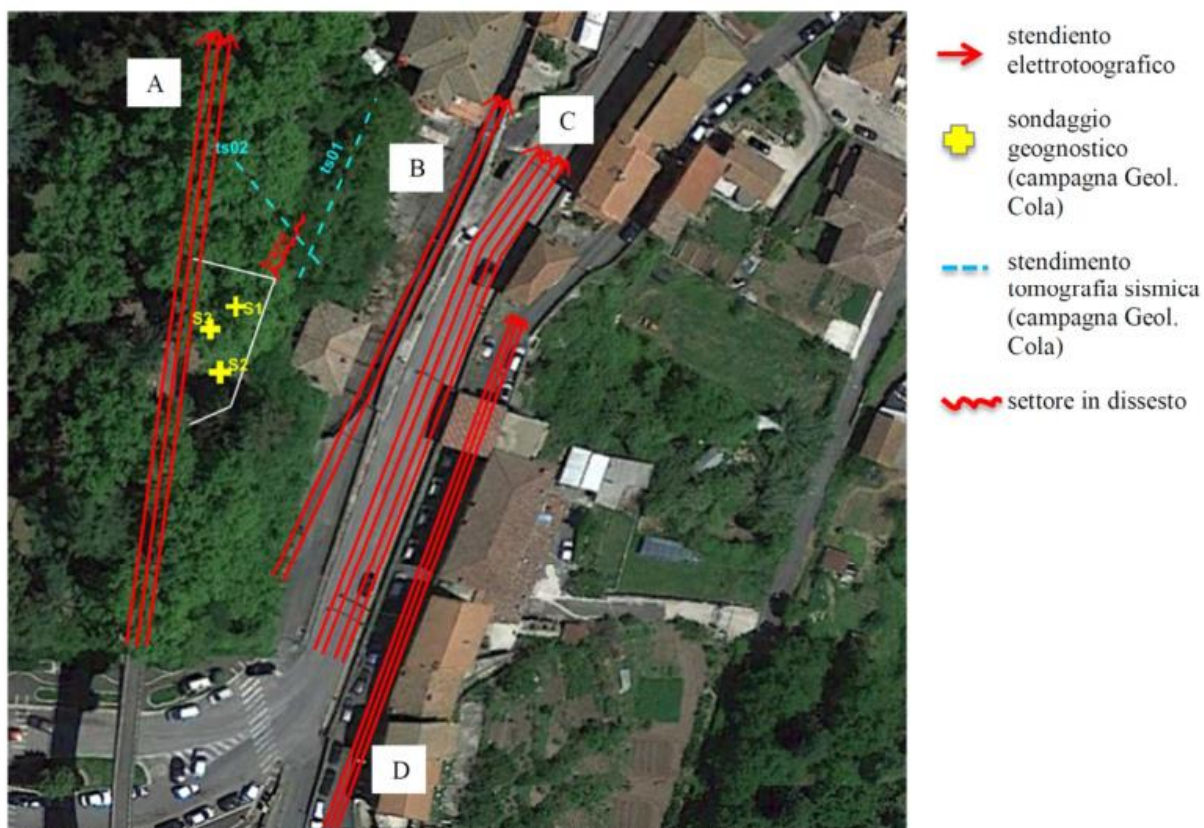 A
B
C
D
ts02
ts01
S1
S3
S2
stendiento
elettrotoografico
sondaggio
geognostico
(campagna Geol.
Cola)
stendimento
tomografia sismica
(campagna Geol.
Cola)
settore in dissesto